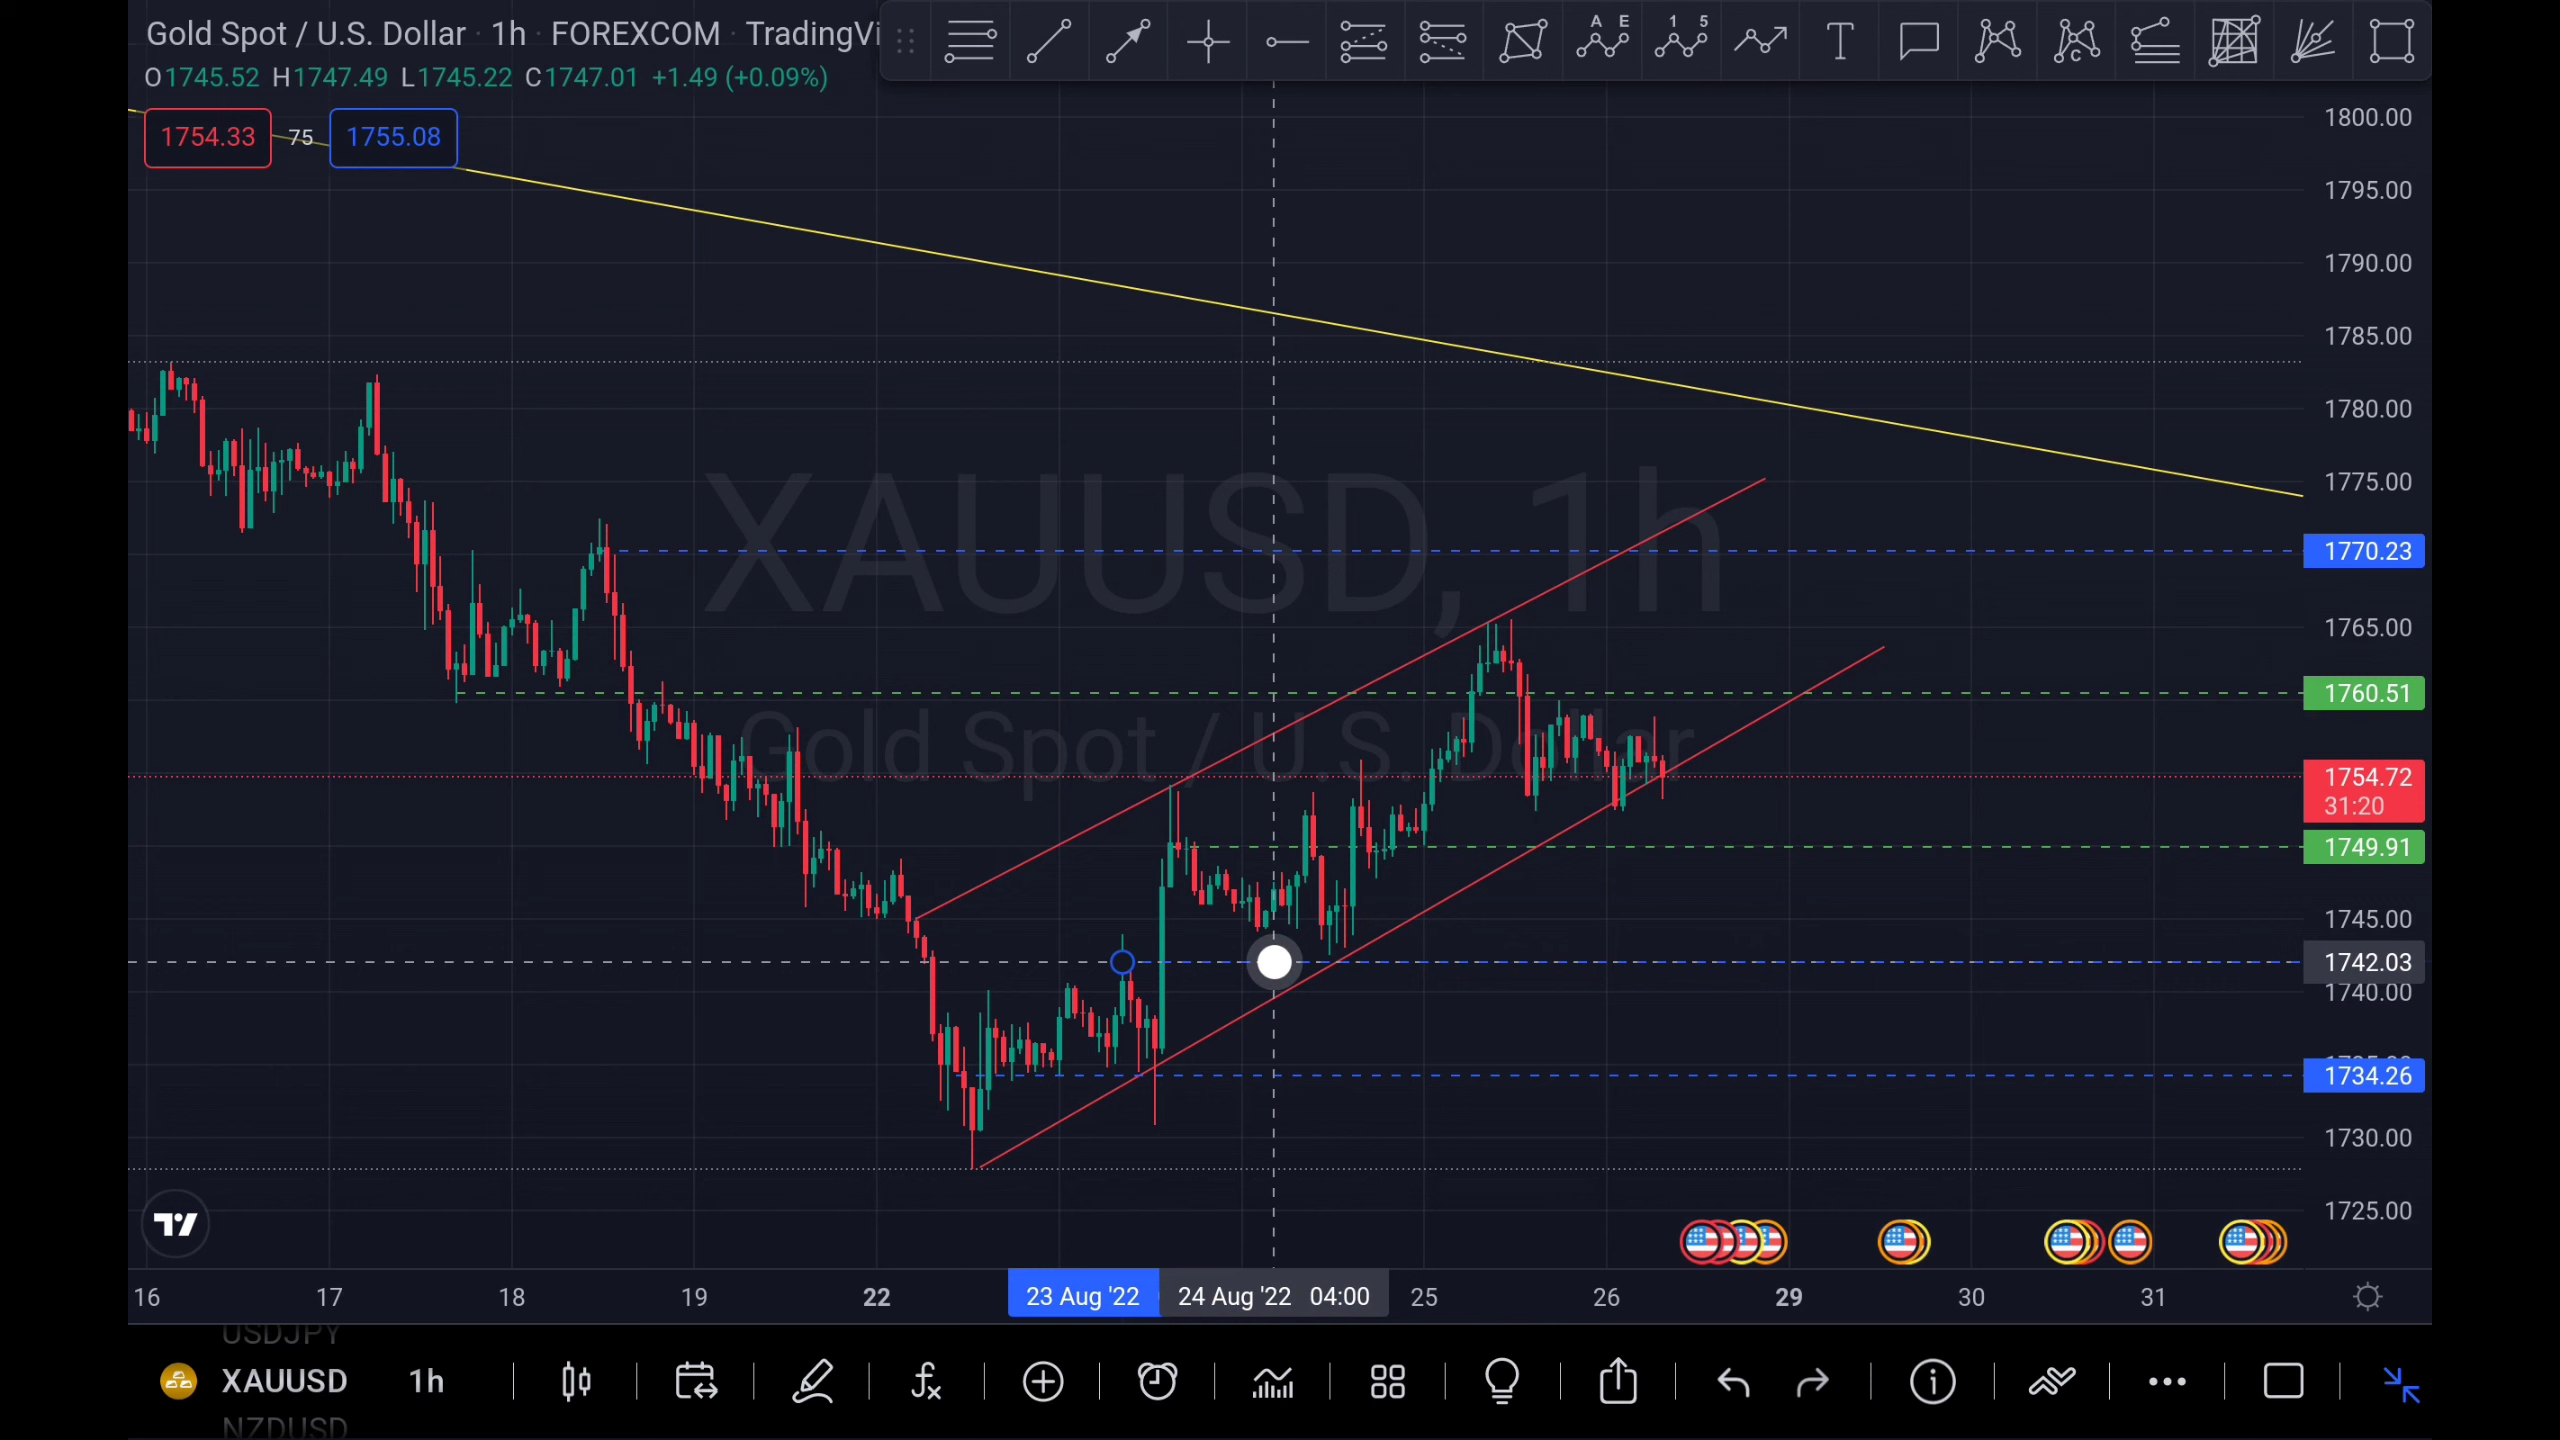 Gold Spot / U.S. Dollar · 1h · FOREXCOM · TradingVi
O1745.52 H1747.49 L1745.22 C1747.01 +1.49 (+0.09%)
1754.33 75 1755.08
A E
1 5
T
C
XAUUSD, 1h
Gold Spot / U.S. Dollar
1800.00
1795.00
1790.00
1785.00
1780.00
1775.00
1770.23
1765.00
1760.51
1754.72
31:20
1749.91
1745.00
1742.03
1740.00
1734.26
1730.00
1725.00
16 17 18 19 22 23 Aug '22 24 Aug '22 04:00 25 26 29 30 31
USDJPY
XAUUSD 1h
NZDUSD